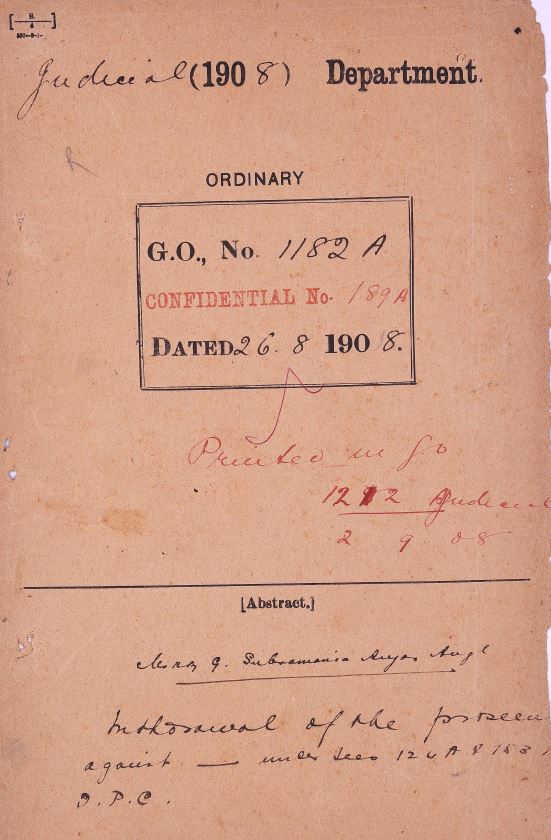 Judicial (1908) Department.
ORDINARY
G.O., No. 1182 A
CONFIDENTIAL No. 189 A
DATED 26. 8 1908.
Printed in Go
1212 Judicial
2 9 08
[Abstract.]
G. Subramania Aiyar
Withdrawal of the prosecu
against — under secs 124 A & 153
I. P. C.